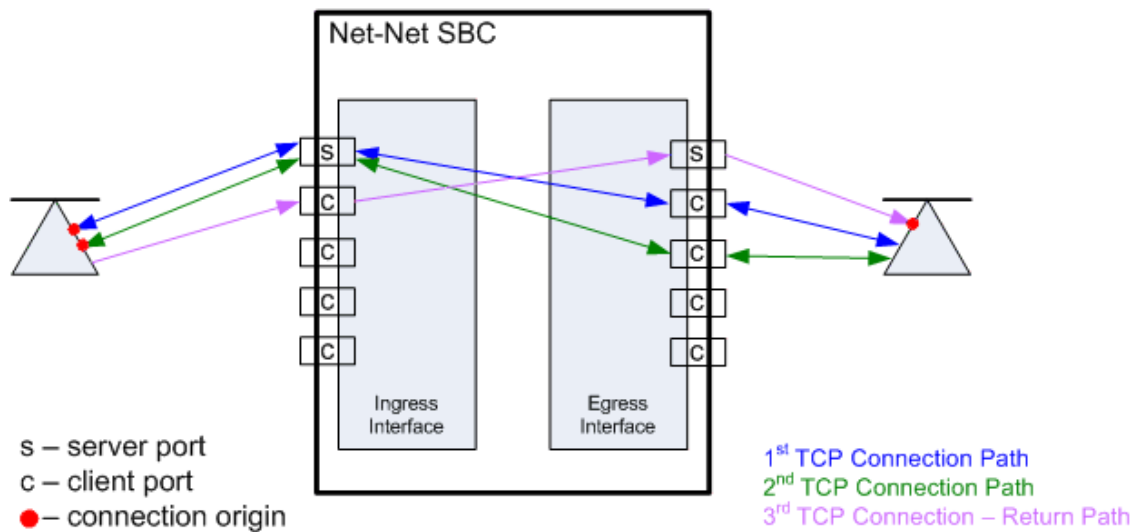 Net-Net SBC
S
C
C
C
C
S
C
C
C
C
Ingress
Interface
Egress
Interface
s – server port
c – client port
– connection origin
1st TCP Connection Path
2nd TCP Connection Path
3rd TCP Connection – Return Path